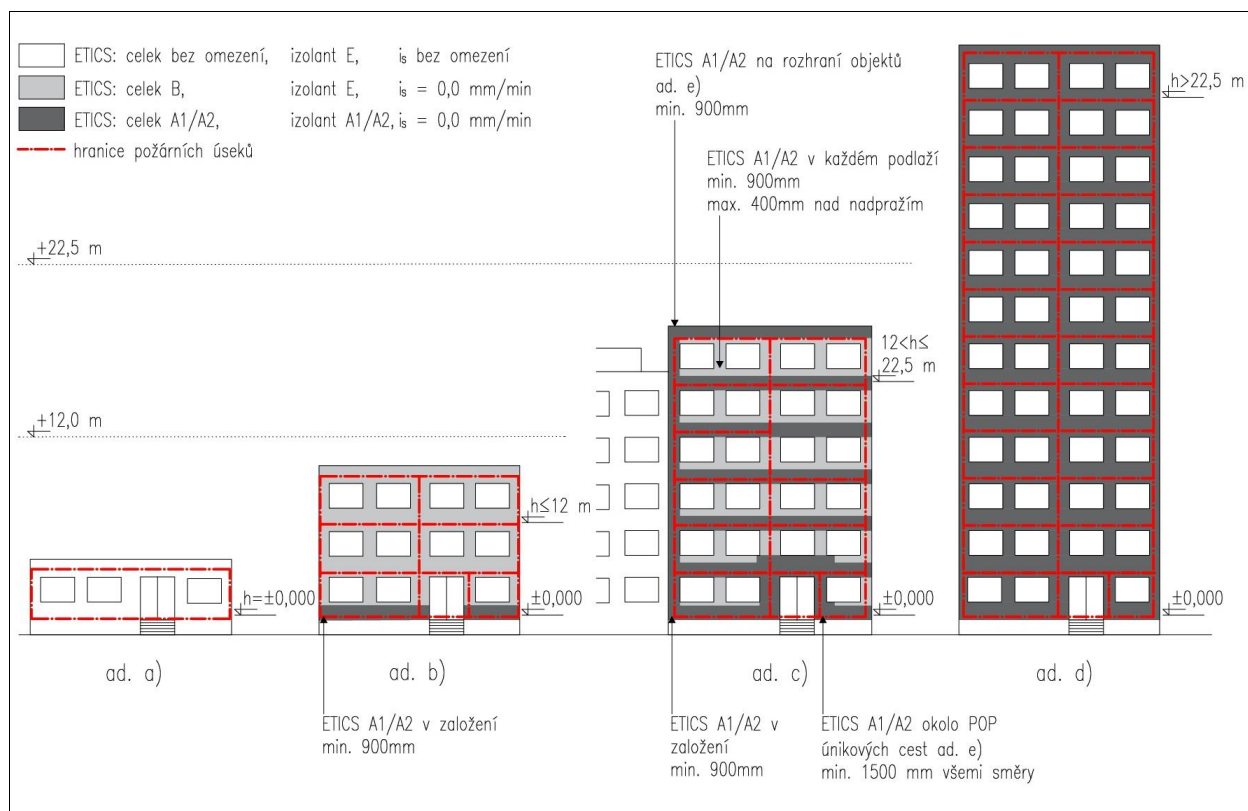 ETICS: celek bez omezení, izolant E, is bez omezení
ETICS: celek B, izolant E, is = 0,0 mm/min
ETICS: celek A1/A2, izolant A1/A2, is = 0,0 mm/min
hranice požárních úseků
ETICS A1/A2 na rozhraní objektů
ad. e)
min. 900mm
ETICS A1/A2 v každém podlaží
min. 900mm
max. 400mm nad nadpražím
h>22,5 m
+22,5 m
12<h≤
22,5 m
+12,0 m
h≤12 m
h=±0,000
±0,000
±0,000
±0,000
ad. a)
ad. b)
ad. c)
ad. d)
ETICS A1/A2 v založení
min. 900mm
ETICS A1/A2 v
založení
min. 900mm
ETICS A1/A2 okolo POP
únikových cest ad. e)
min. 1500 mm všemi směry